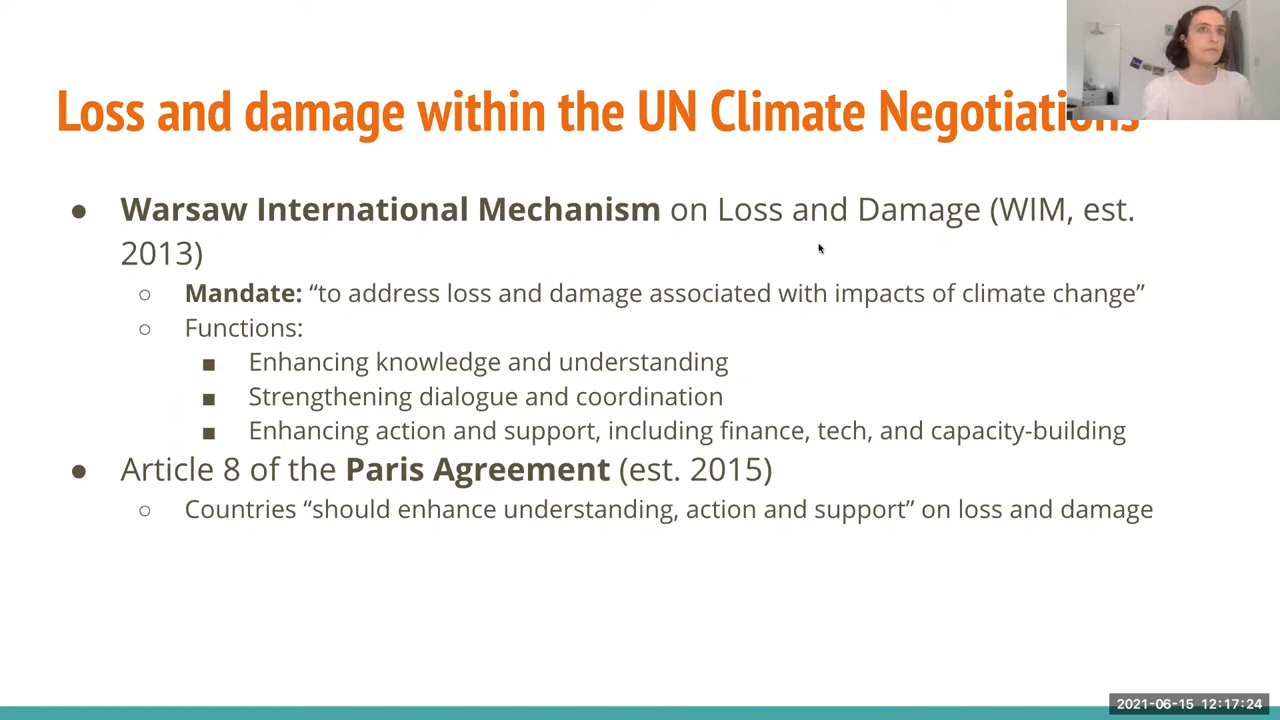 Loss and damage within the UN Climate Negotiations
● Warsaw International Mechanism on Loss and Damage (WIM, est.
2013)
○ Mandate: “to address loss and damage associated with impacts of climate change”
○ Functions:
■ Enhancing knowledge and understanding
■ Strengthening dialogue and coordination
■ Enhancing action and support, including finance, tech, and capacity-building
● Article 8 of the Paris Agreement (est. 2015)
○ Countries “should enhance understanding, action and support” on loss and damage
2021-06-15 12:17:24